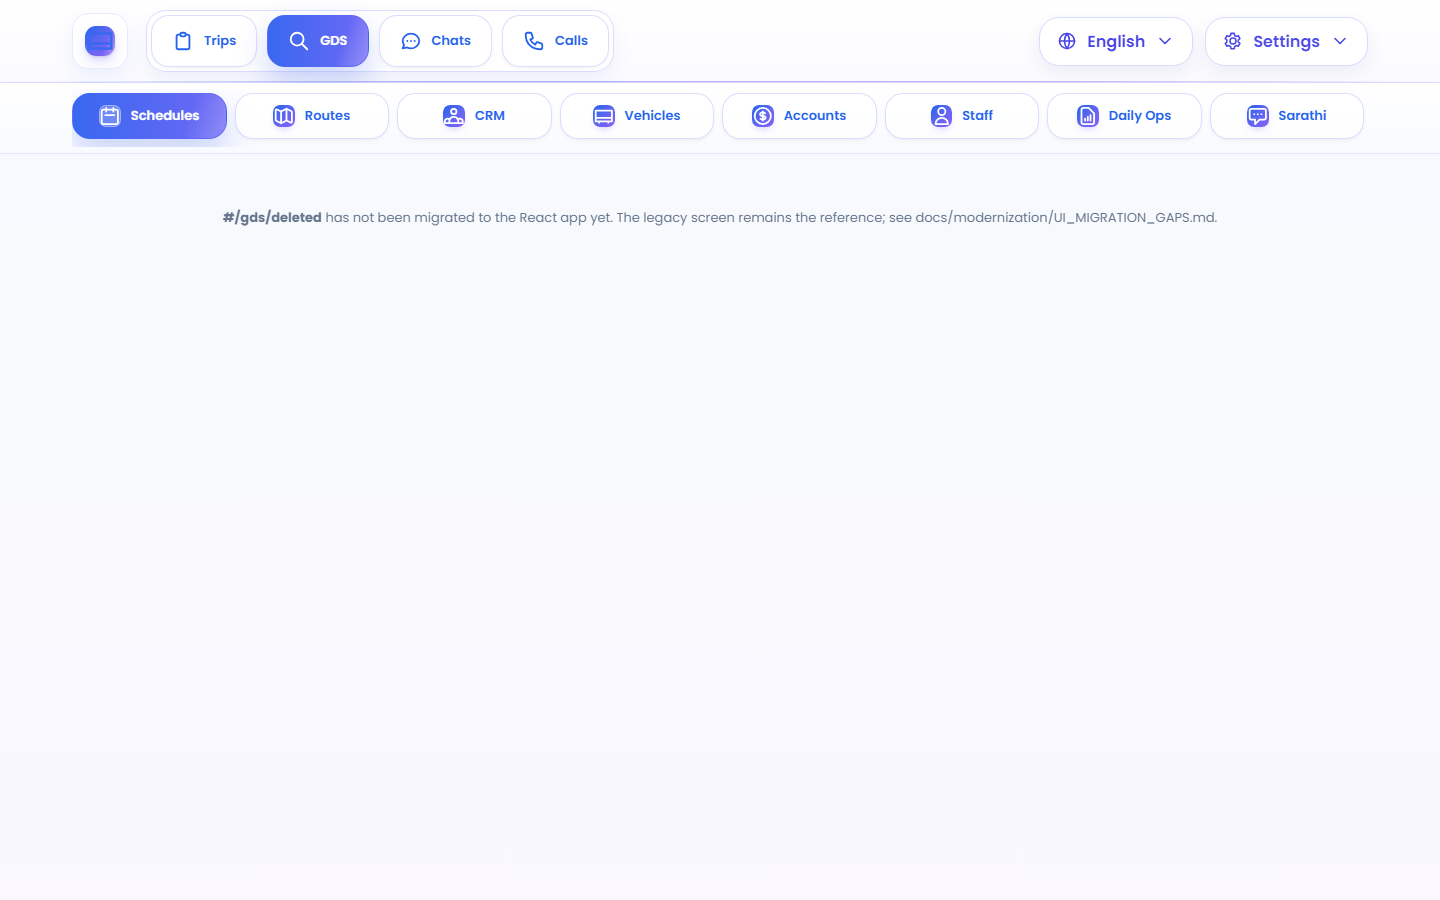 Trips
GDS
Chats
Calls
English
Settings
Schedules
Routes
CRM
Vehicles
Accounts
Staff
Daily Ops
Sarathi
#/gds/deleted has not been migrated to the React app yet. The legacy screen remains the reference; see docs/modernization/UI_MIGRATION_GAPS.md.